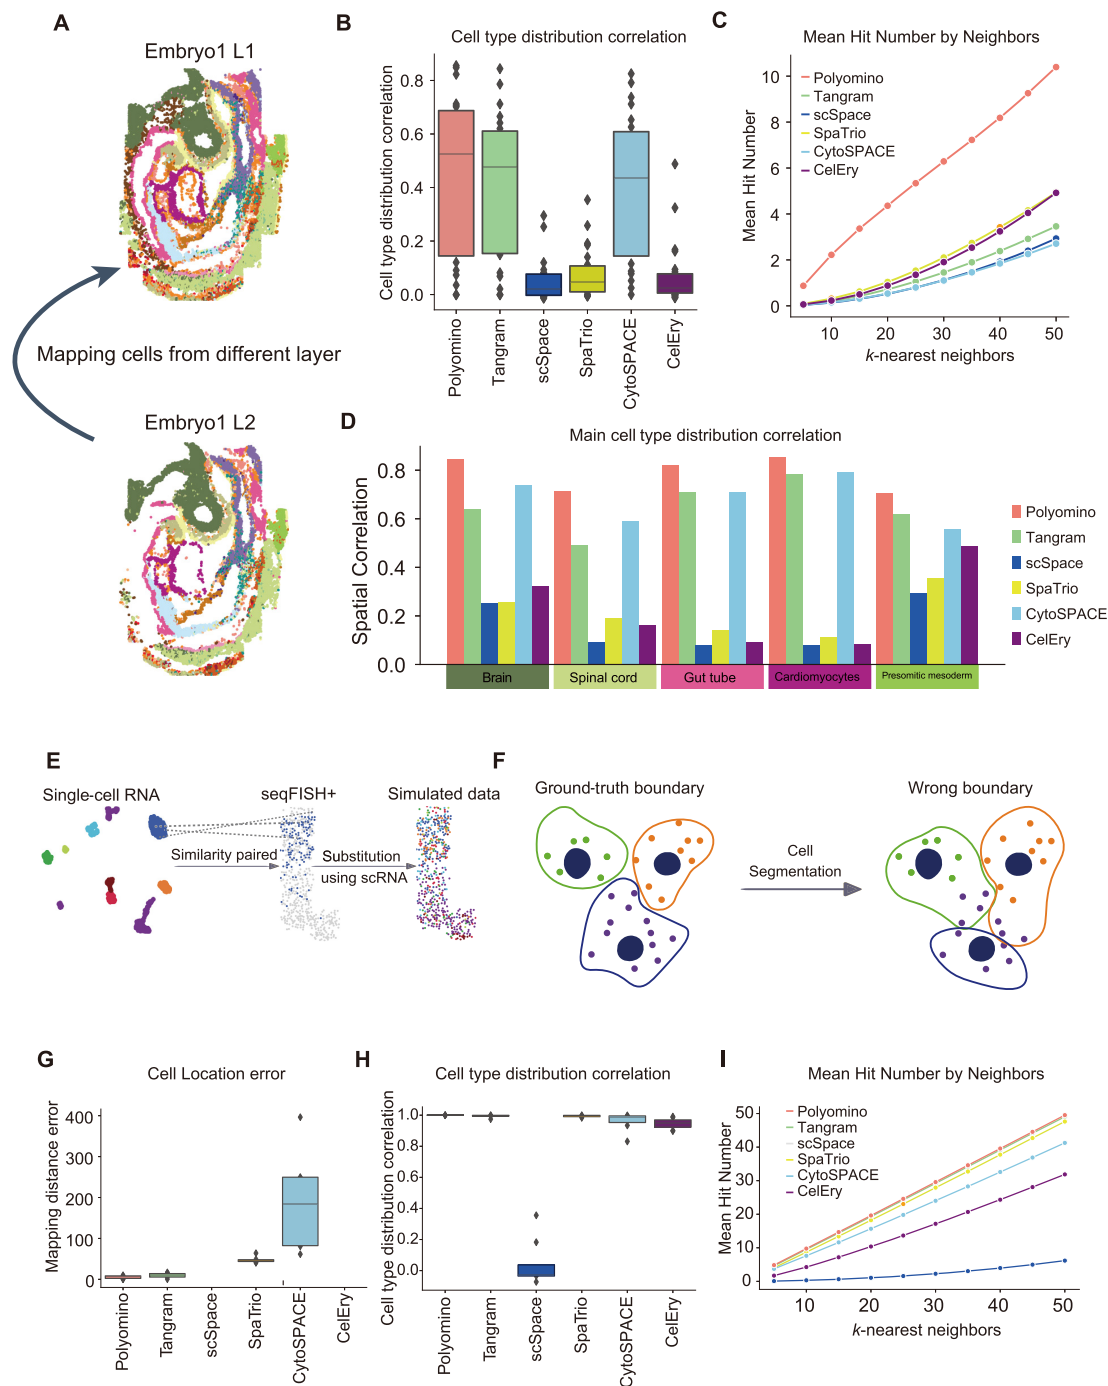 A
Embryo1 L1
Mapping cells from different layer
Embryo1 L2
B
Cell type distribution correlation
Cell type distribution correlation
0.8
0.6
0.4
0.2
0.0
Polyomino
Tangram
scSpace
SpaTrio
CytoSPACE
CelEry
C
Mean Hit Number by Neighbors
Mean Hit Number
10
8
6
4
2
0
Polyomino
Tangram
scSpace
SpaTrio
CytoSPACE
CelEry
10 20 30 40 50
k-nearest neighbors
D
Main cell type distribution correlation
Spatial Correlation
0.8
0.6
0.4
0.2
0.0
Brain
Spinal cord
Gut tube
Cardiomyocytes
Presomitic mesoderm
Polyomino
Tangram
scSpace
SpaTrio
CytoSPACE
CelEry
E
Single-cell RNA
seqFISH+
Simulated data
Similarity paired
Substitution
using scRNA
F
Ground-truth boundary
Wrong boundary
Cell
Segmentation
G
Cell Location error
Mapping distance error
400
300
200
100
0
Polyomino
Tangram
scSpace
SpaTrio
CytoSPACE
CelEry
H
Cell type distribution correlation
Cell type distribution correlation
1.0
0.8
0.6
0.4
0.2
0.0
Polyomino
Tangram
scSpace
SpaTrio
CytoSPACE
CelEry
I
Mean Hit Number by Neighbors
Mean Hit Number
50
40
30
20
10
0
Polyomino
Tangram
scSpace
SpaTrio
CytoSPACE
CelEry
10 20 30 40 50
k-nearest neighbors